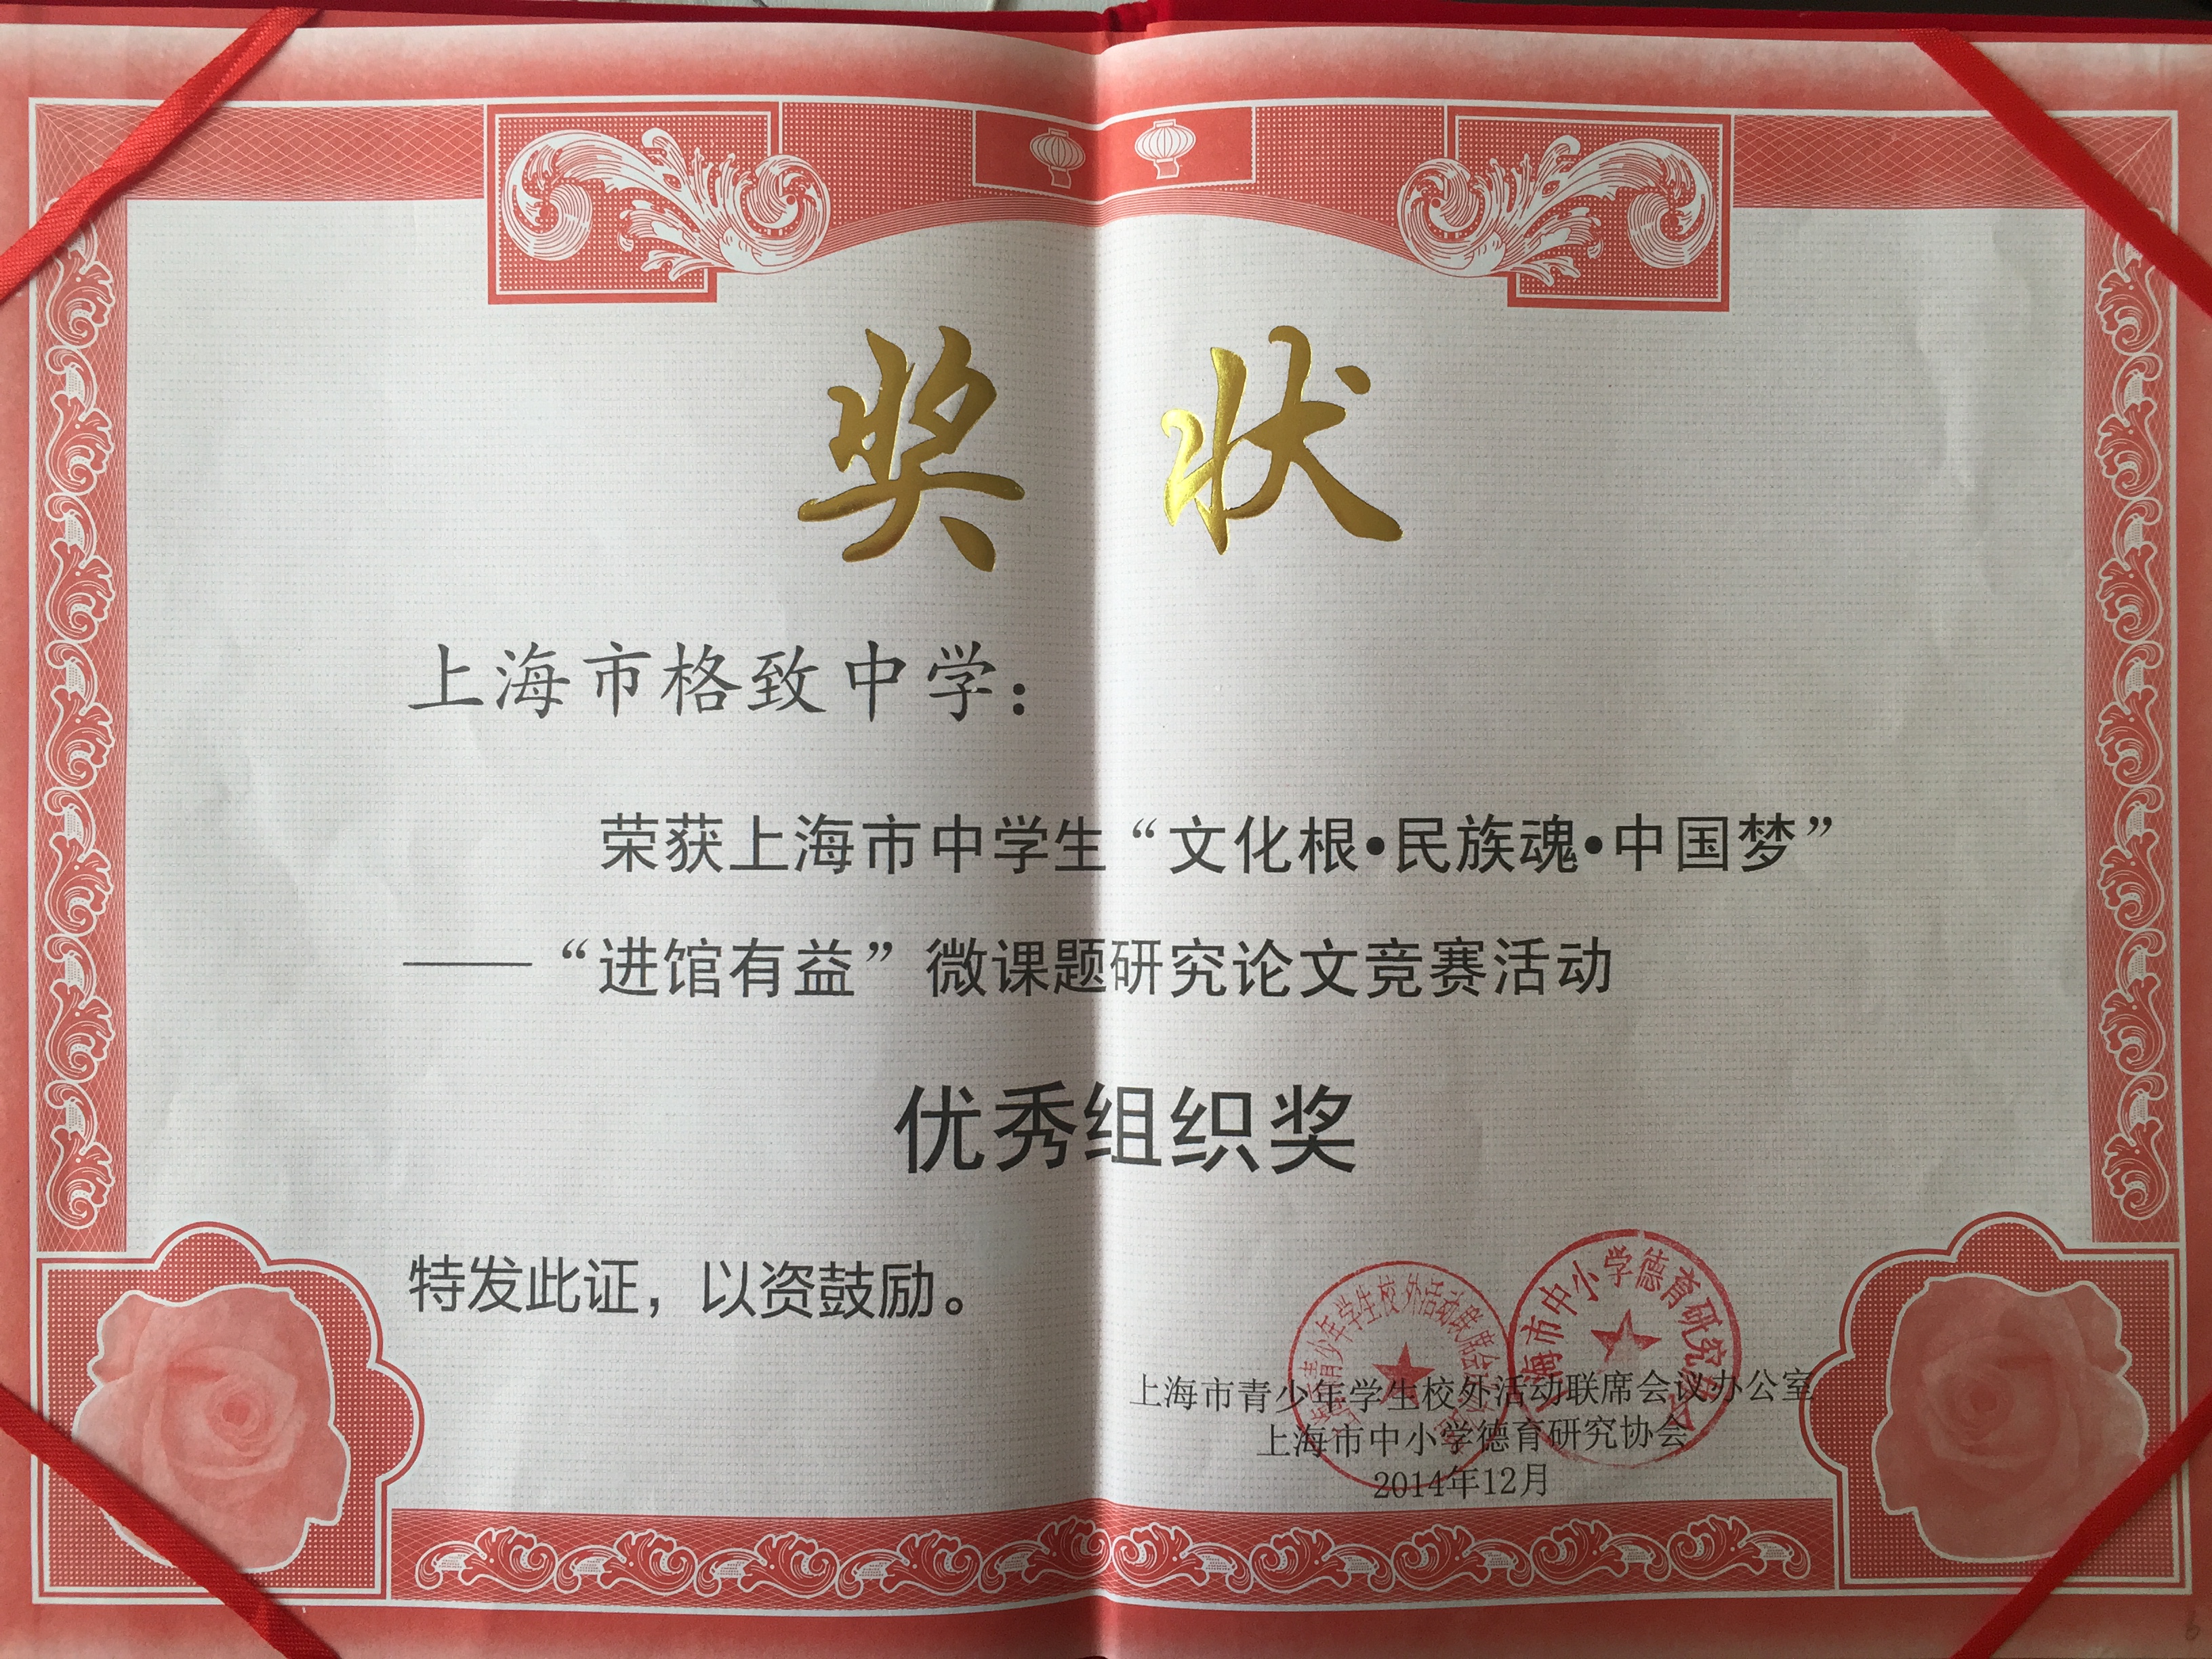 奖状
上海市格致中学：
荣获上海市中学生“文化根•民族魂•中国梦”
——“进馆有益”微课题研究论文竞赛活动
优秀组织奖
特发此证，以资鼓励。
上海市青少年学生校外活动联席会议办公室
上海市中小学德育研究协会
2014年12月